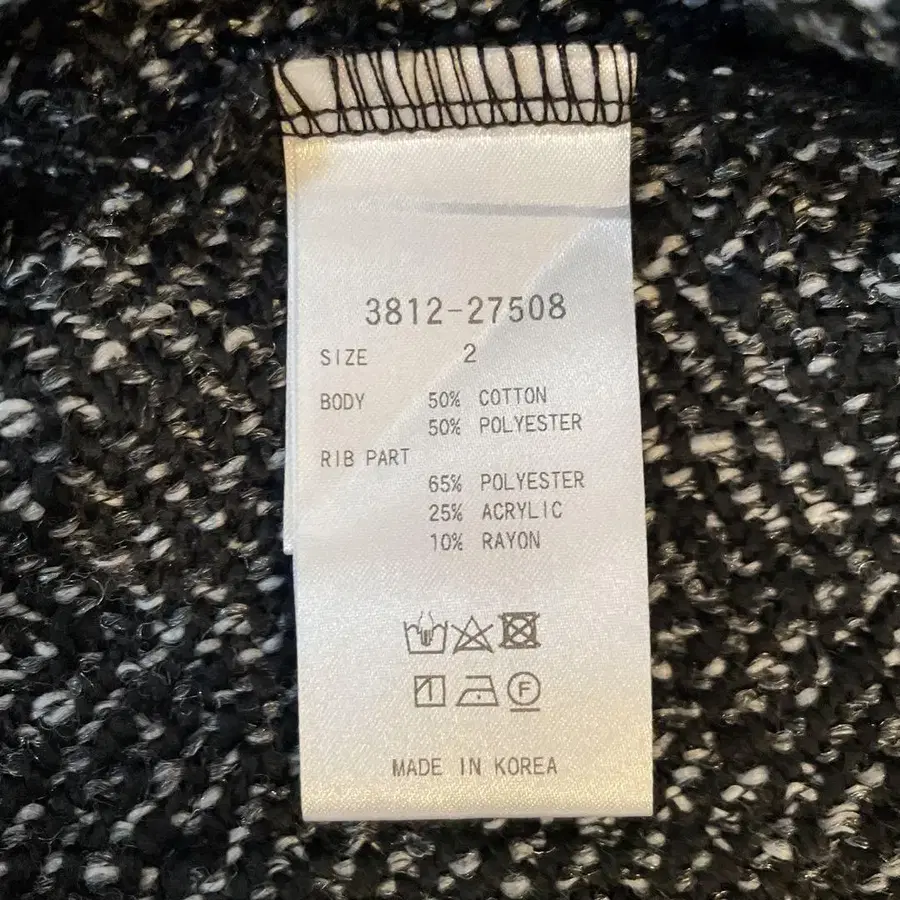 3812-27508
SIZE 2
BODY 50% COTTON
50% POLYESTER
RIB PART
65% POLYESTER
25% ACRYLIC
10% RAYON
F
MADE IN KOREA